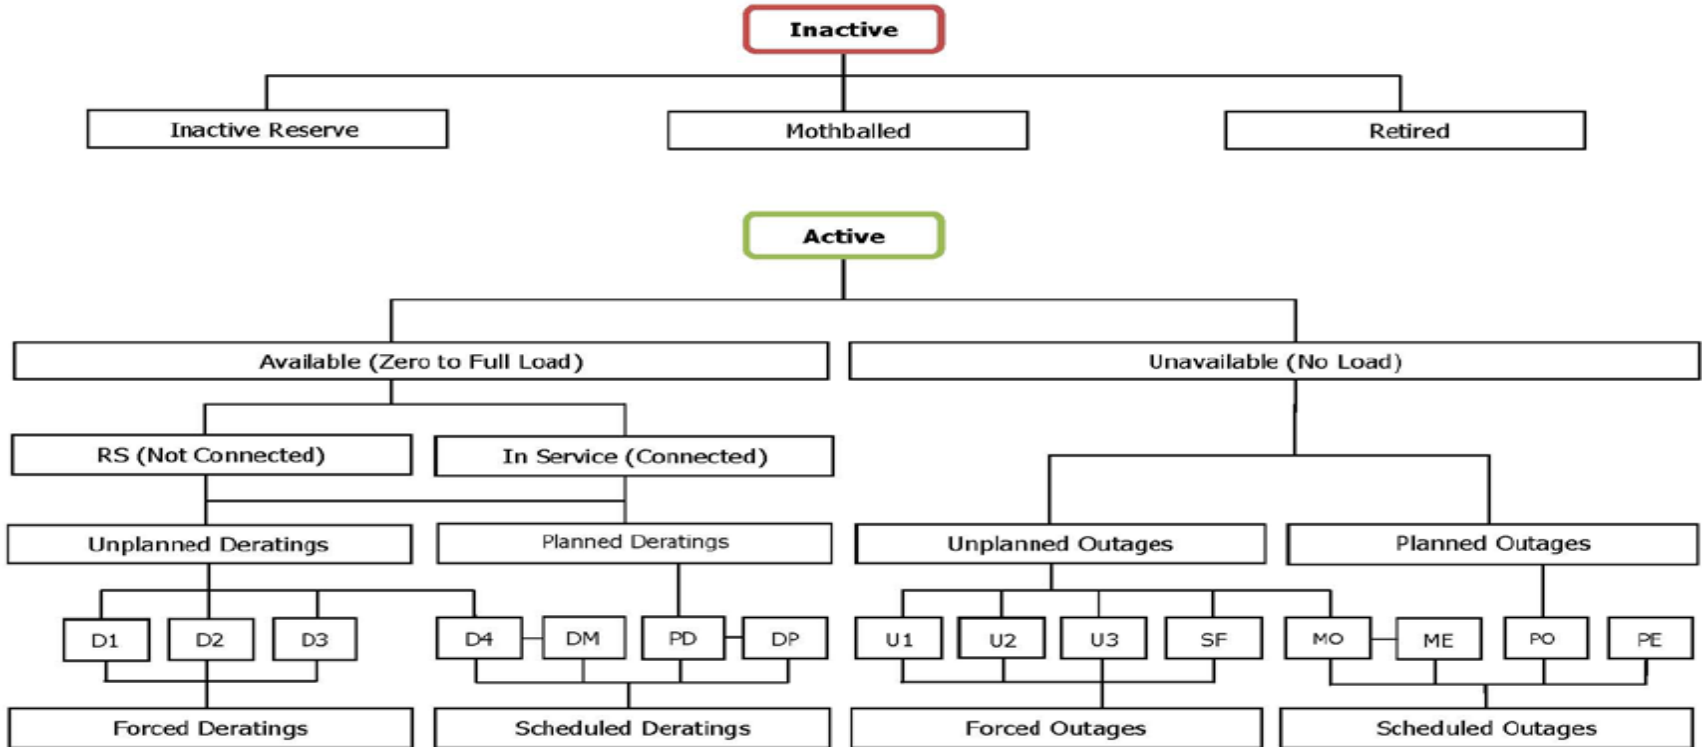 Inactive
Inactive Reserve
Mothballed
Retired
Active
Available (Zero to Full Load)
Unavailable (No Load)
RS (Not Connected)
In Service (Connected)
Unplanned Deratings
Planned Deratings
Unplanned Outages
Planned Outages
D1
D2
D3
D4
DM
PD
DP
U1
U2
U3
SF
MO
ME
PO
PE
Forced Deratings
Scheduled Deratings
Forced Outages
Scheduled Outages